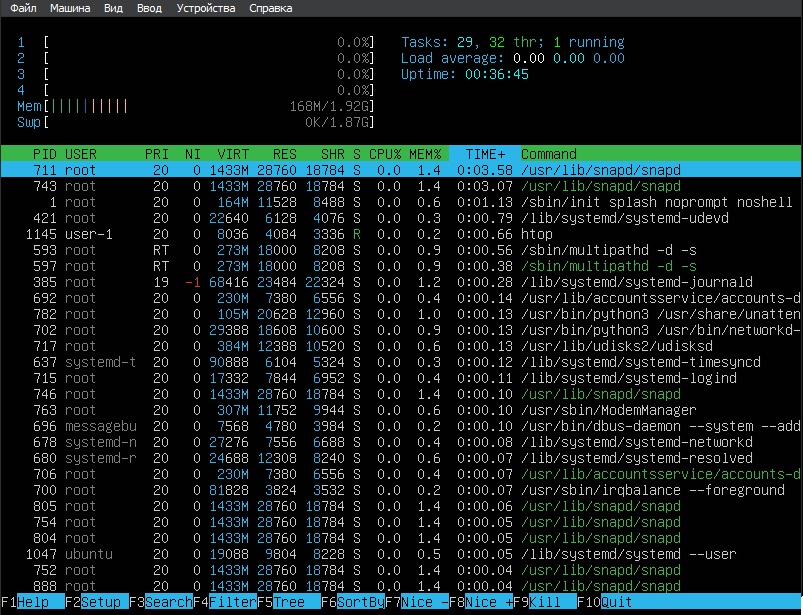 Файл Машина Вид Ввод Устройства Справка
1 [ 0.0%] Tasks: 29, 32 thr; 1 running
2 [ 0.0%] Load average: 0.00 0.00 0.00
3 [ 0.0%] Uptime: 00:36:45
4 [ 0.0%]
Mem[|||||||||| 168M/1.92G]
Swp[ 0K/1.87G]
PID USER PRI NI VIRT RES SHR S CPU% MEM% TIME+ Command
711 root 20 0 1433M 28760 18784 S 0.0 1.4 0:03.58 /usr/lib/snapd/snapd
743 root 20 0 1433M 28760 18784 S 0.0 1.4 0:03.07 /usr/lib/snapd/snapd
1 root 20 0 164M 11528 8488 S 0.0 0.6 0:01.13 /sbin/init splash noprompt noshell
421 root 20 0 22640 6128 4076 S 0.0 0.3 0:00.79 /lib/systemd/systemd-udevd
1145 user-1 20 0 8036 4084 3336 R 0.0 0.2 0:00.66 htop
593 root RT 0 273M 18000 8208 S 0.0 0.9 0:00.56 /sbin/multipathd -d -s
597 root RT 0 273M 18000 8208 S 0.0 0.9 0:00.38 /sbin/multipathd -d -s
385 root 19 -1 68416 23484 22324 S 0.0 1.2 0:00.28 /lib/systemd/systemd-journald
692 root 20 0 230M 7380 6556 S 0.0 0.4 0:00.14 /usr/lib/accountsservice/accounts-d
782 root 20 0 105M 20628 12960 S 0.0 1.0 0:00.13 /usr/bin/python3 /usr/share/unatten
702 root 20 0 29388 18608 10600 S 0.0 0.9 0:00.13 /usr/bin/python3 /usr/bin/networkd-
717 root 20 0 384M 12388 10520 S 0.0 0.6 0:00.13 /usr/lib/udisks2/udisksd
637 systemd-t 20 0 90888 6104 5324 S 0.0 0.3 0:00.12 /lib/systemd/systemd-timesyncd
715 root 20 0 17332 7844 6952 S 0.0 0.4 0:00.11 /lib/systemd/systemd-logind
746 root 20 0 1433M 28760 18784 S 0.0 1.4 0:00.10 /usr/lib/snapd/snapd
763 root 20 0 307M 11752 9944 S 0.0 0.6 0:00.10 /usr/sbin/ModemManager
696 messagebu 20 0 7568 4780 3984 S 0.0 0.2 0:00.10 /usr/bin/dbus-daemon --system --add
678 systemd-n 20 0 27276 7556 6688 S 0.0 0.4 0:00.08 /lib/systemd/systemd-networkd
680 systemd-r 20 0 24688 12308 8240 S 0.0 0.6 0:00.07 /lib/systemd/systemd-resolved
706 root 20 0 230M 7380 6556 S 0.0 0.4 0:00.07 /usr/lib/accountsservice/accounts-d
700 root 20 0 81828 3824 3532 S 0.0 0.2 0:00.07 /usr/sbin/irqbalance --foreground
805 root 20 0 1433M 28760 18784 S 0.0 1.4 0:00.06 /usr/lib/snapd/snapd
754 root 20 0 1433M 28760 18784 S 0.0 1.4 0:00.05 /usr/lib/snapd/snapd
804 root 20 0 1433M 28760 18784 S 0.0 1.4 0:00.05 /usr/lib/snapd/snapd
1047 ubuntu 20 0 19088 9804 8228 S 0.0 0.5 0:00.05 /lib/systemd/systemd --user
752 root 20 0 1433M 28760 18784 S 0.0 1.4 0:00.04 /usr/lib/snapd/snapd
888 root 20 0 1433M 28760 18784 S 0.0 1.4 0:00.04 /usr/lib/snapd/snapd
F1Help F2Setup F3SearchF4FilterF5Tree F6SortByF7Nice -F8Nice +F9Kill F10Quit